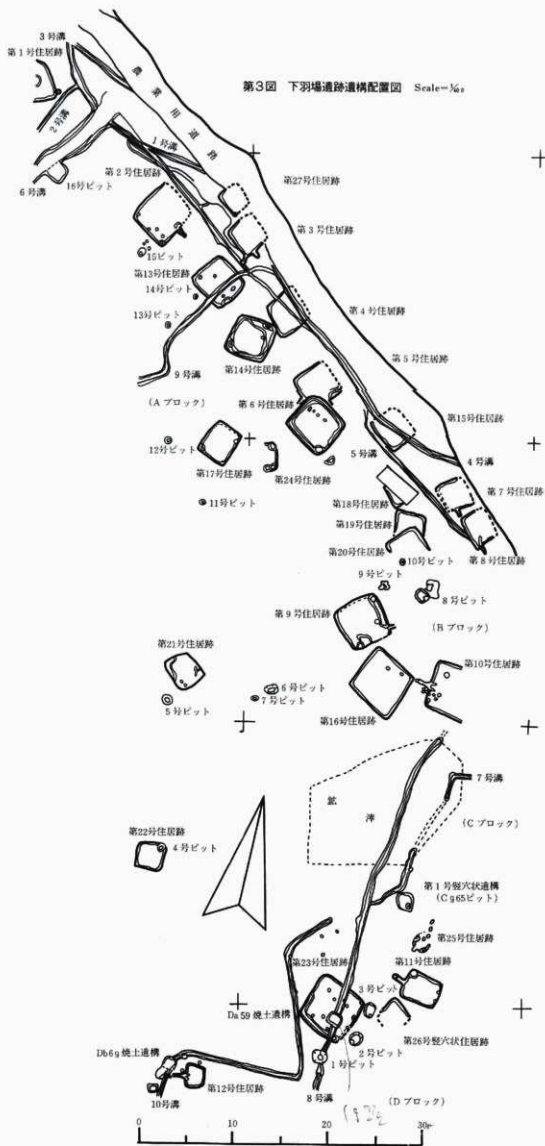 第3図 下羽場遺跡遺構配置図 Scale=
3号溝
第1号住居跡
農業用道路
2号溝
1号溝
第2号住居跡
16号ピット
6号溝
第27号住居跡
第3号住居跡
15ピット
第13号住居跡
14号ピット
13号ピット
第4号住居跡
第5号住居跡
第14号住居跡
9号溝
(Aブロック)
第6号住居跡
第15号住居跡
12号ピット
第17号住居跡
第24号住居跡
5号溝
4号溝
11号ピット
第18号住居跡
第7号住居跡
第19号住居跡
第20号住居跡
第8号住居跡
10号ピット
9号ピット
8号ピット
第9号住居跡
(Bブロック)
第21号住居跡
第10号住居跡
6号ピット
7号ピット
5号ピット
第16号住居跡
7号溝
鉱滓
(Cブロック)
第22号住居跡
4号ピット
第1号竪穴状遺構
(Cg65ピット)
第25号住居跡
第23号住居跡
第11号住居跡
3号ピット
Da59焼土遺構
第26号竪穴状住居跡
2号ピット
Db6g焼土遺構
1号ピット
第12号住居跡
10号溝
8号溝
(Dブロック)
0 10 20 30m